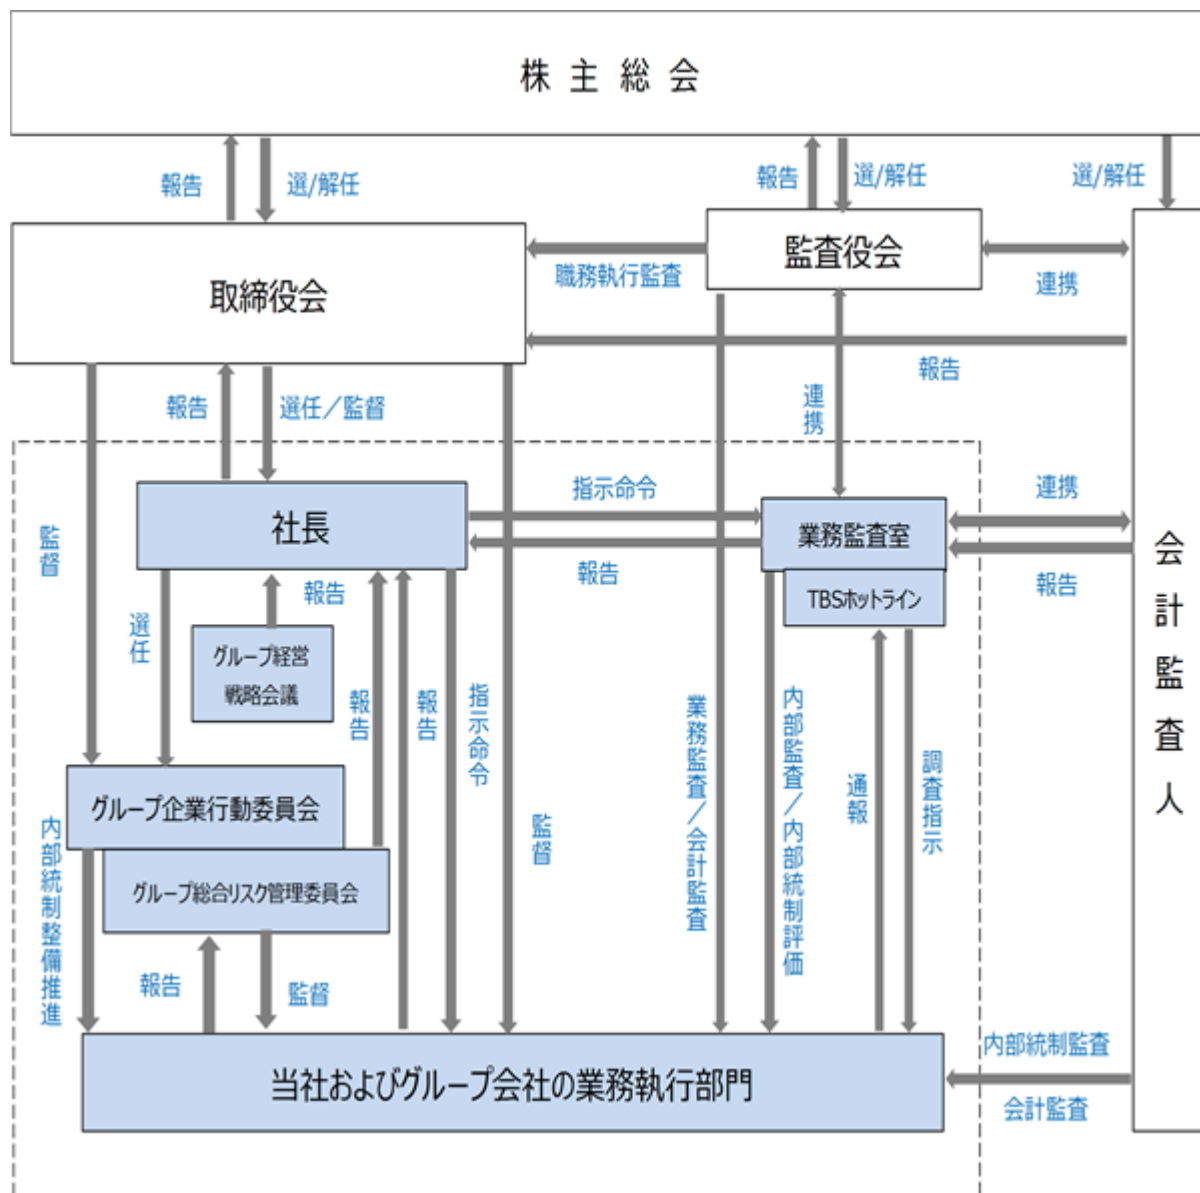 株主総会
報告
選/解任
報告
選/解任
選/解任
取締役会
監査役会
職務執行監査
連携
報告
報告
選任／監督
連携
監督
社長
指示命令
報告
業務監査室
TBSホットライン
連携
報告
会計監査人
選任
報告
グループ経営
戦略会議
報告
報告
指示命令
監督
業務監査／会計監査
内部監査／内部統制評価
通報
調査指示
グループ企業行動委員会
グループ総合リスク管理委員会
内部統制整備推進
報告
監督
当社およびグループ会社の業務執行部門
内部統制監査
会計監査